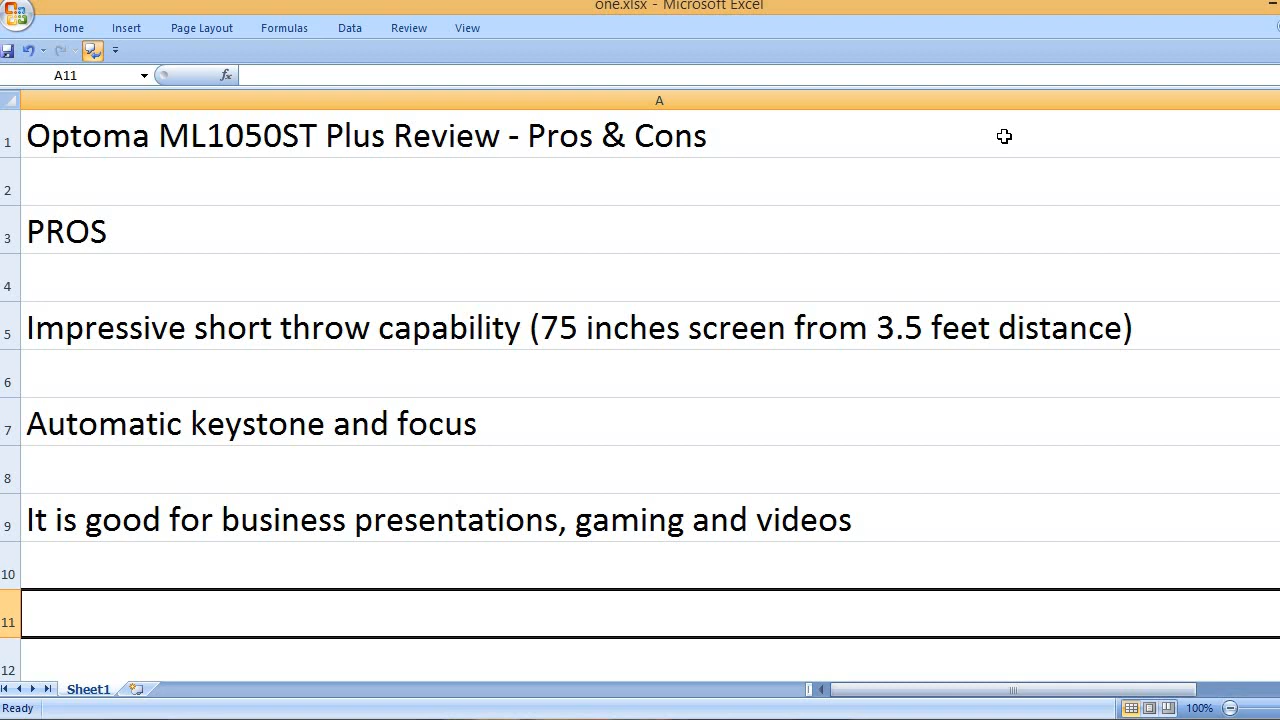 one.xlsx - Microsoft Excel
Home Insert Page Layout Formulas Data Review View
A11 fx
A
1 Optoma ML1050ST Plus Review - Pros & Cons
2
3 PROS
4
5 Impressive short throw capability (75 inches screen from 3.5 feet distance)
6
7 Automatic keystone and focus
8
9 It is good for business presentations, gaming and videos
10
11
12
Sheet1
Ready 100%